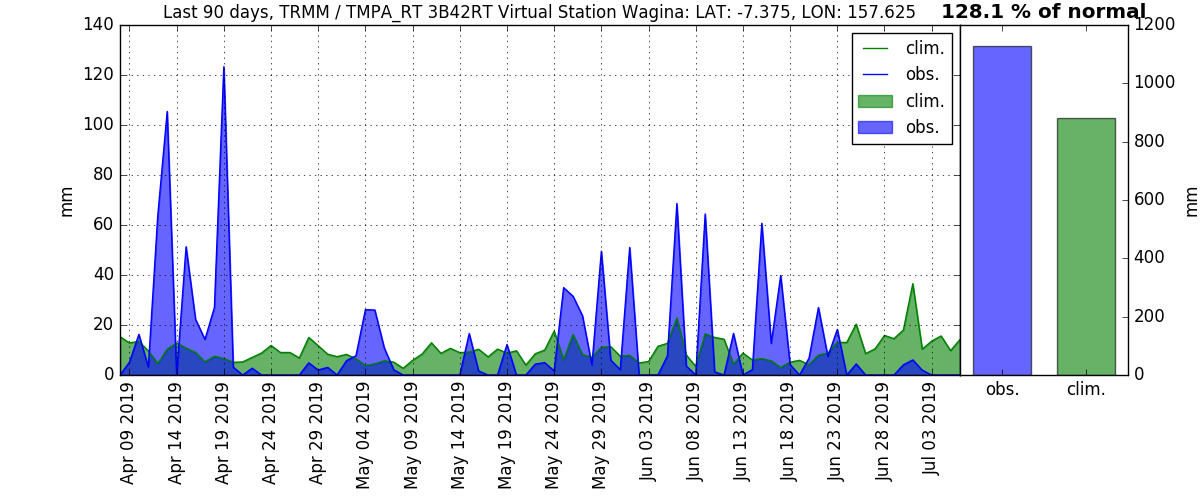 Last 90 days, TRMM / TMPA_RT 3B42RT Virtual Station Wagina: LAT: -7.375, LON: 157.625
128.1 % of normal
mm
140
120
100
80
60
40
20
0
clim.
obs.
clim.
obs.
Apr 09 2019
Apr 14 2019
Apr 19 2019
Apr 24 2019
Apr 29 2019
May 04 2019
May 09 2019
May 14 2019
May 19 2019
May 24 2019
May 29 2019
Jun 03 2019
Jun 08 2019
Jun 13 2019
Jun 18 2019
Jun 23 2019
Jun 28 2019
Jul 03 2019
1200
1000
800
600
400
200
0
mm
obs.
clim.